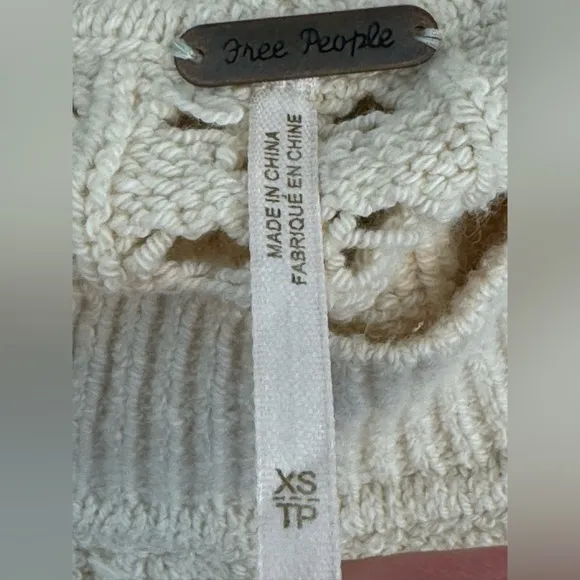 Free People
MADE IN CHINA
FABRIQUÉ EN CHINE
XS
TP